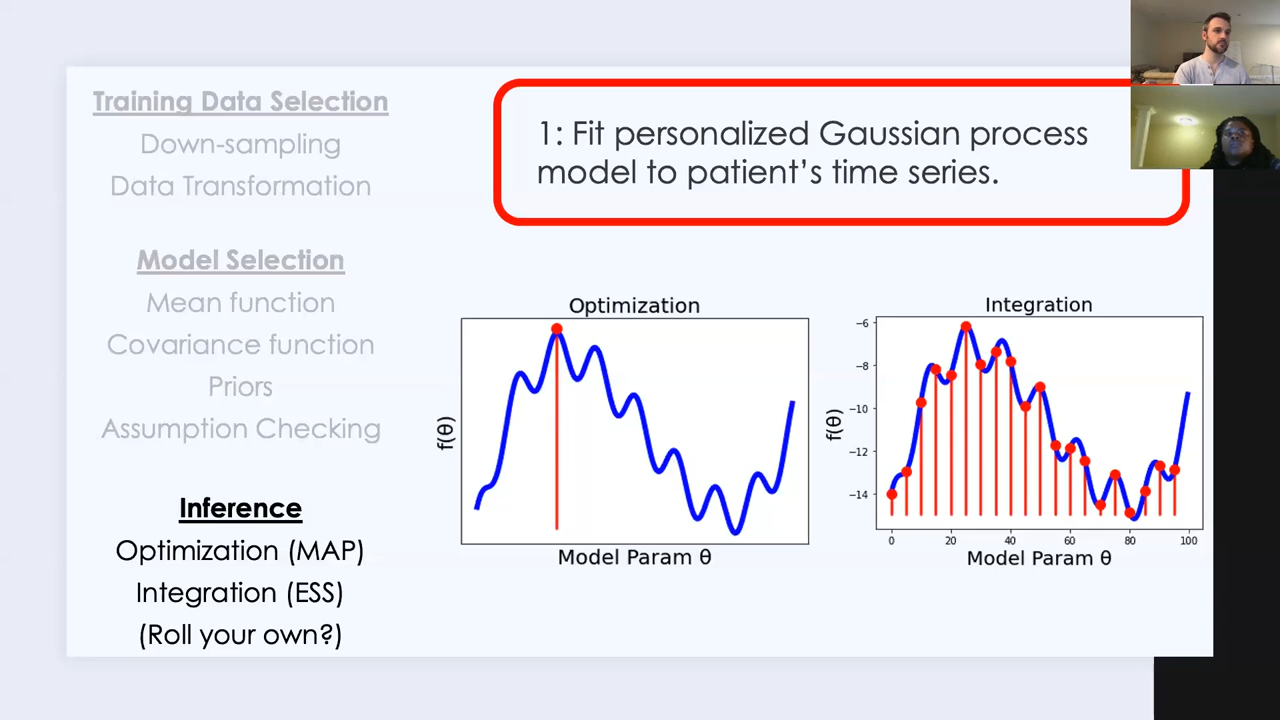 Training Data Selection
Down-sampling
Data Transformation
Model Selection
Mean function
Covariance function
Priors
Assumption Checking
Inference
Optimization (MAP)
Integration (ESS)
(Roll your own?)
1: Fit personalized Gaussian process
model to patient’s time series.
Optimization
f(θ)
Model Param θ
Integration
f(θ)
−6
−8
−10
−12
−14
0 20 40 60 80 100
Model Param θ